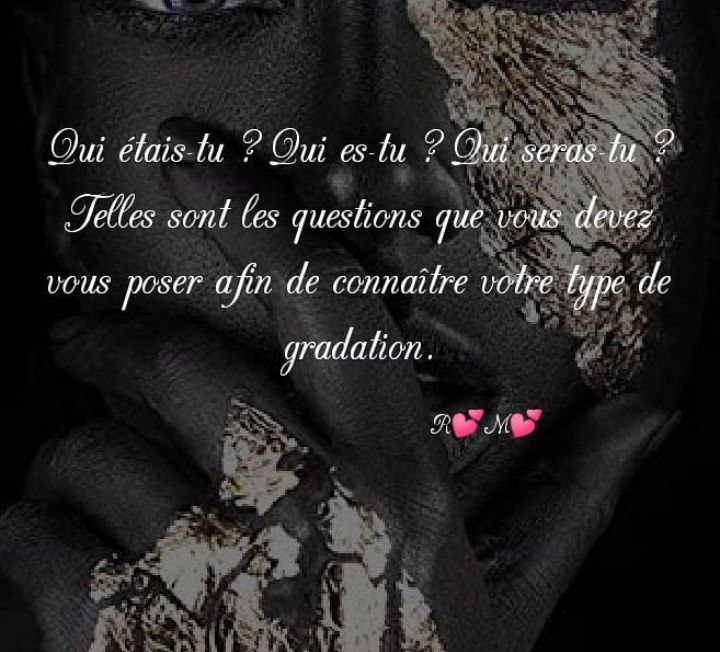 Qui étais-tu ? Qui es-tu ? Qui seras-tu ?
Telles sont les questions que vous devez
vous poser afin de connaître votre type de
gradation.
R💕M💕